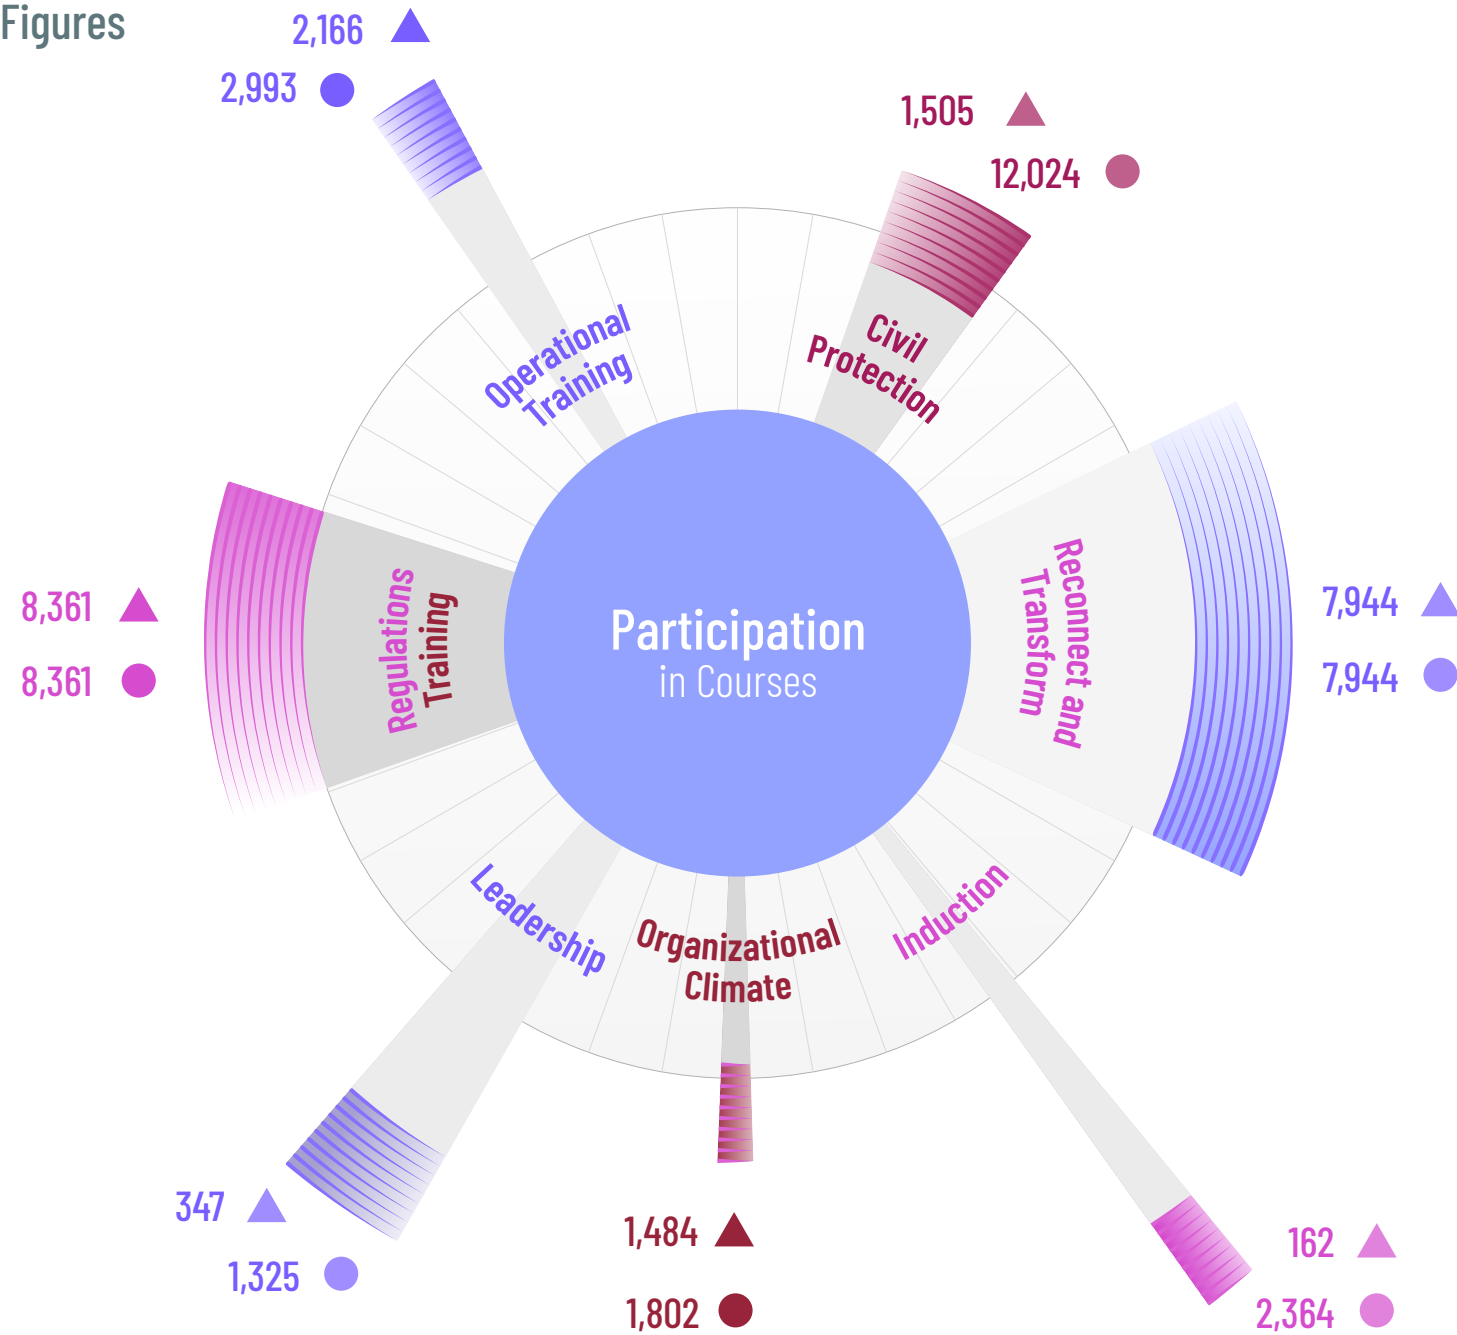 Figures
2,166
2,993
1,505
12,024
Operational
Training
Civil
Protection
Regulations
Training
8,361
8,361
Participation
in Courses
Reconnect and
Transform
7,944
7,944
Leadership
Organizational
Climate
Induction
347
1,325
1,484
1,802
162
2,364